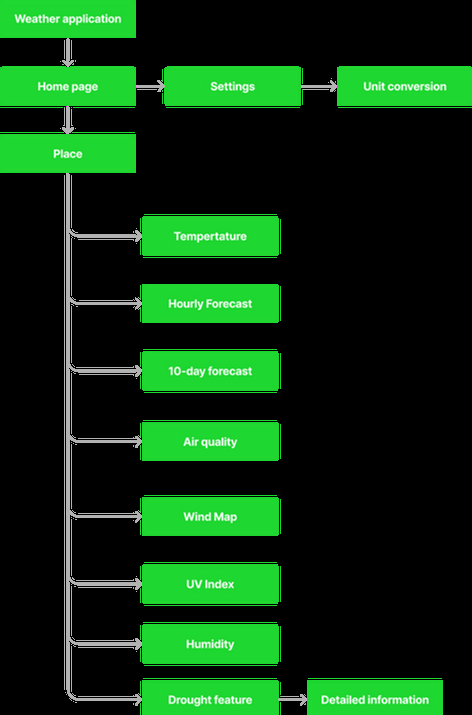 Weather application
Home page
Settings
Unit conversion
Place
Tempertature
Hourly Forecast
10-day forecast
Air quality
Wind Map
UV Index
Humidity
Drought feature
Detailed information